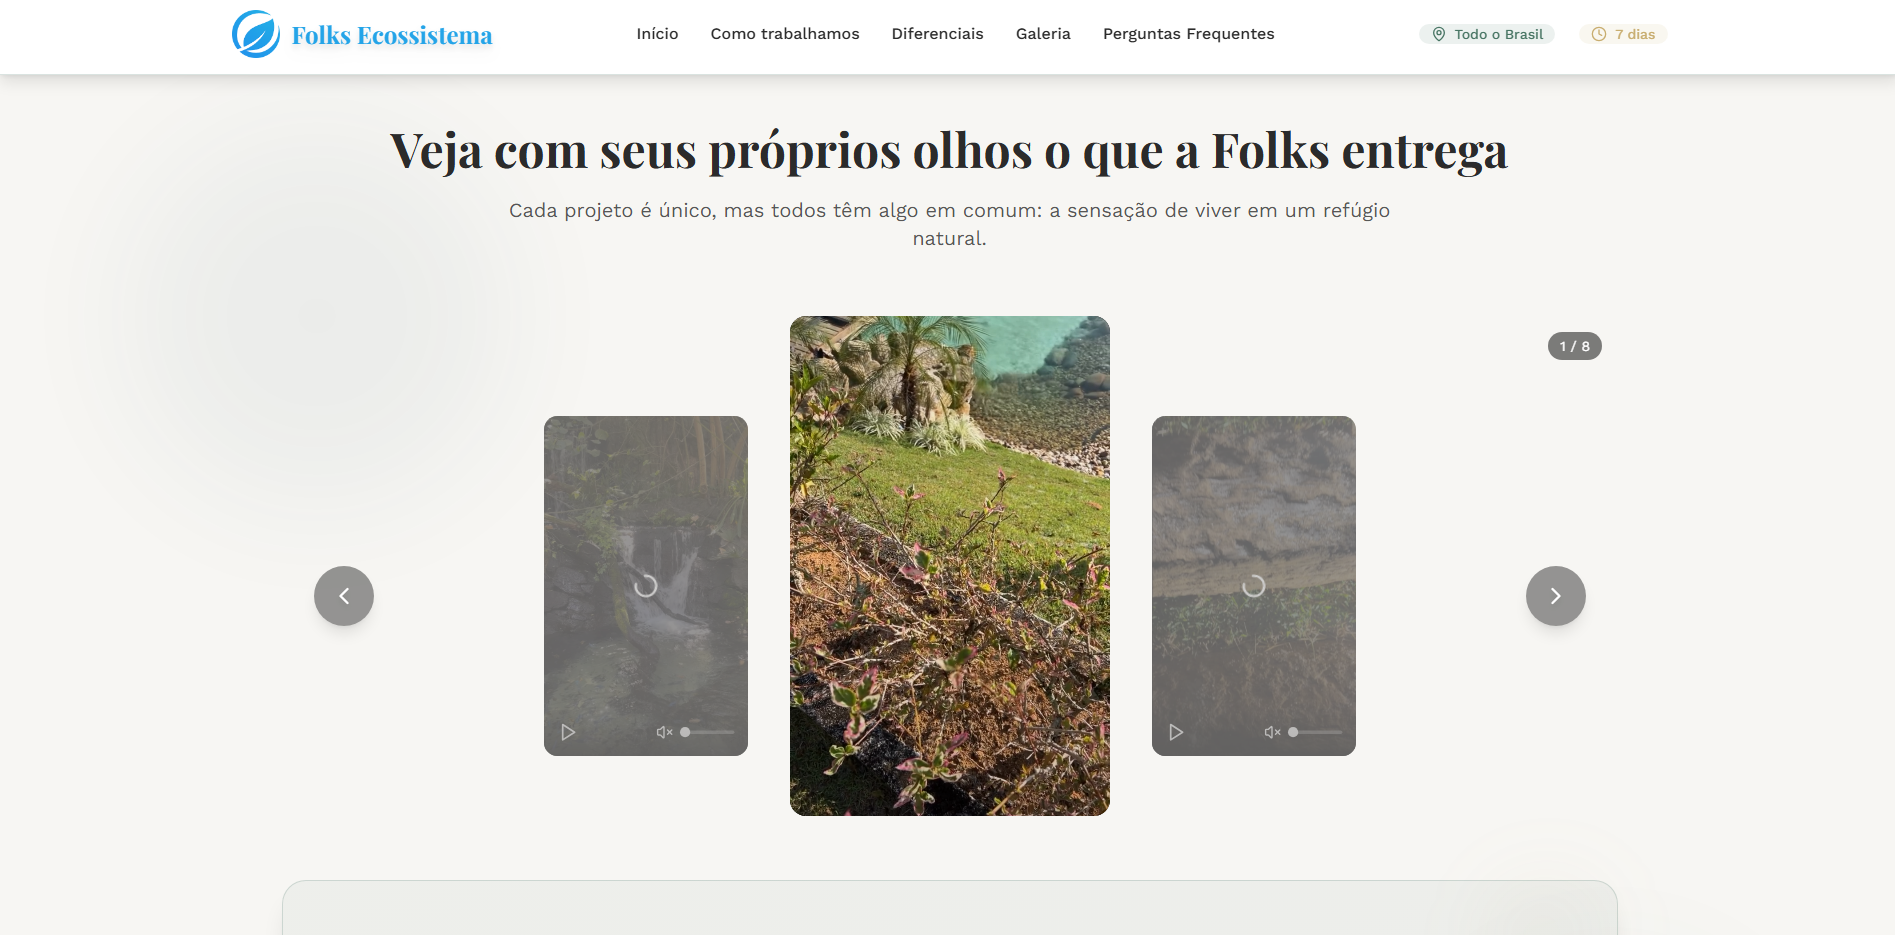 Folks Ecossistema
Início
Como trabalhamos
Diferenciais
Galeria
Perguntas Frequentes
Todo o Brasil
7 dias
Veja com seus próprios olhos o que a Folks entrega
Cada projeto é único, mas todos têm algo em comum: a sensação de viver em um refúgio
natural.
1 / 8